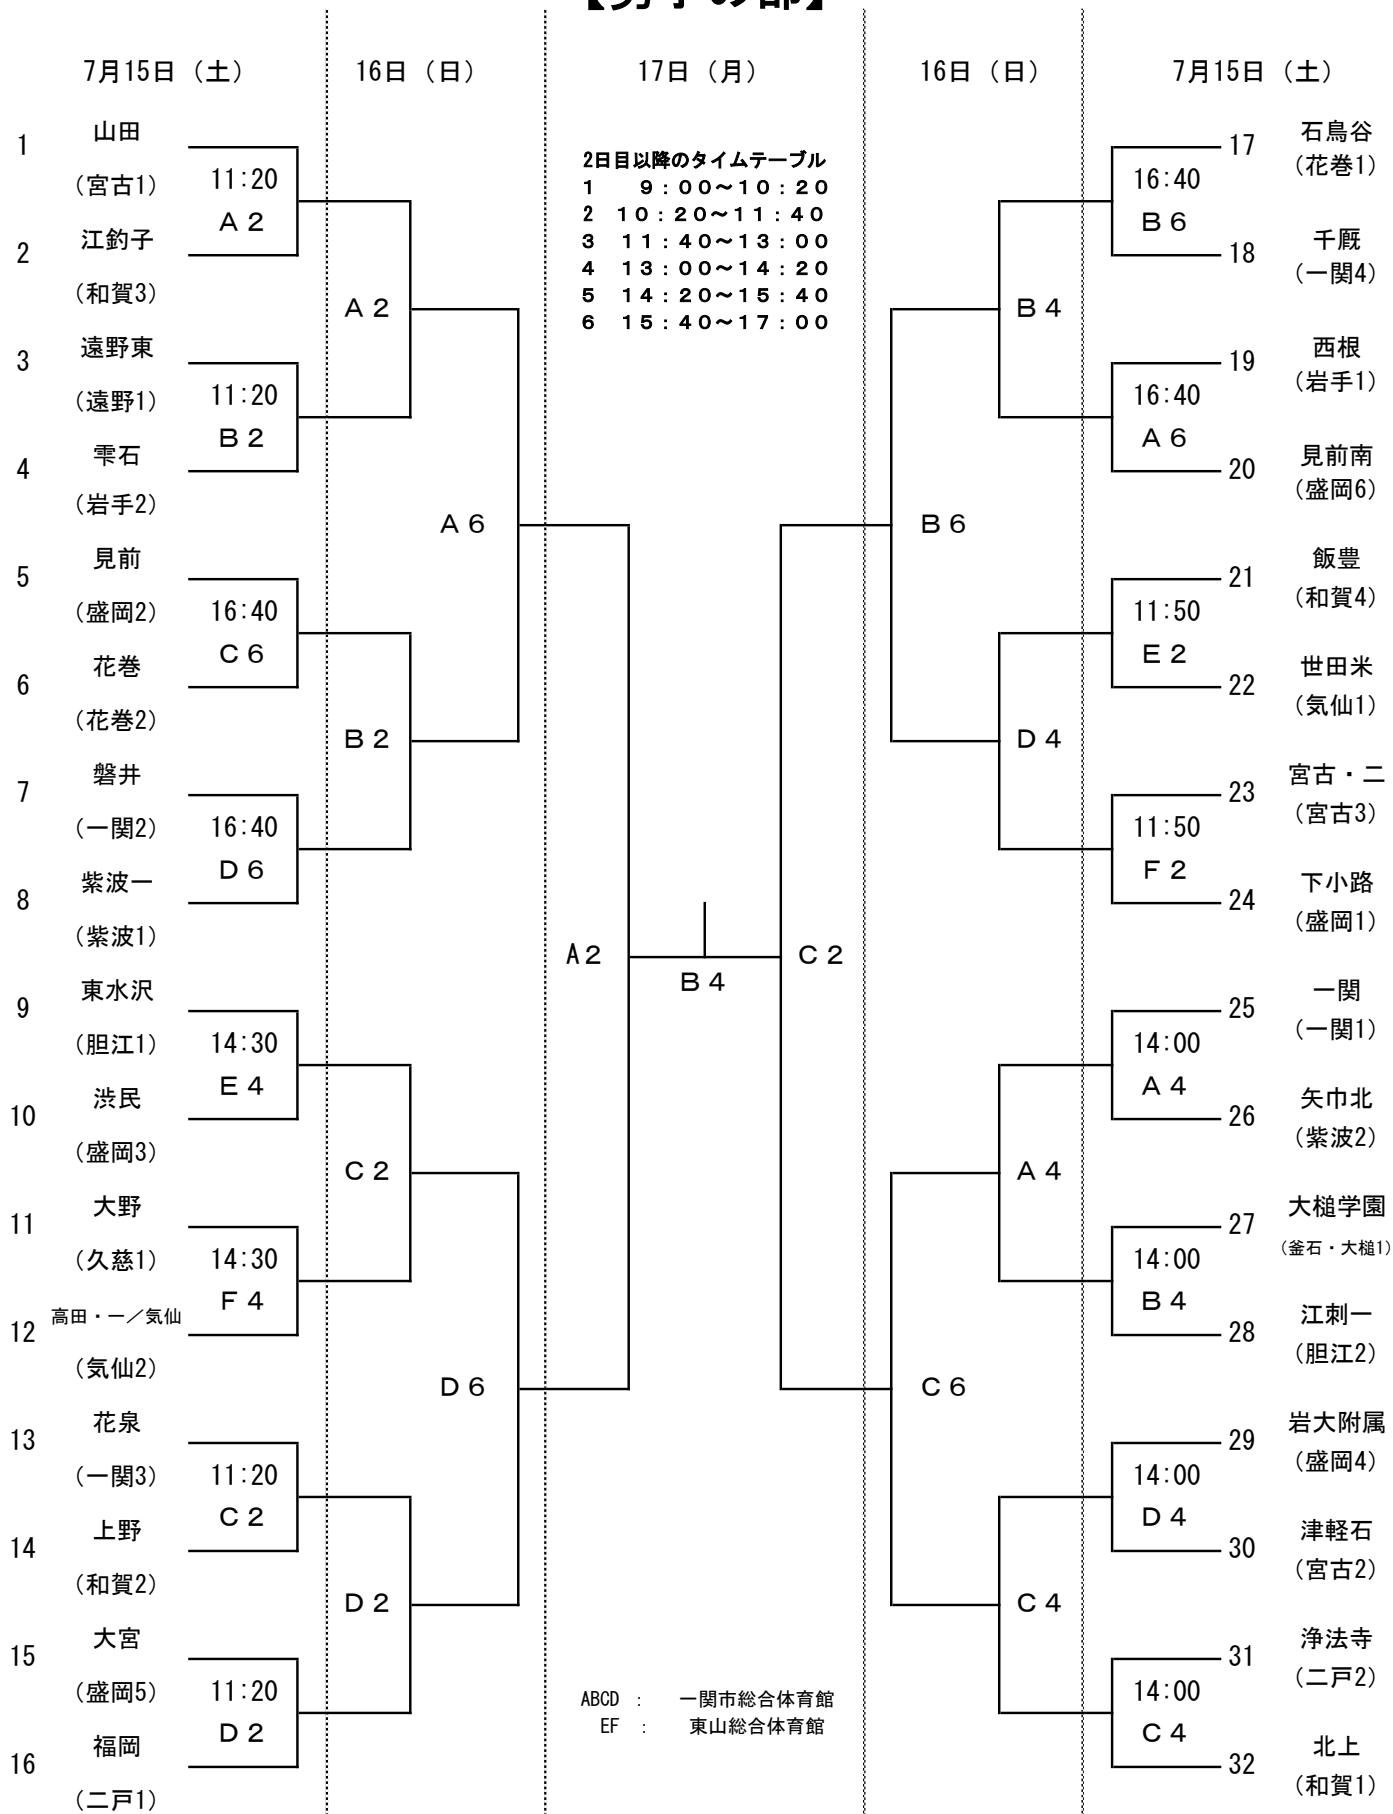 【男子の部】
7月15日（土） 16日（日） 17日（月） 16日（日） 7月15日（土）
2日目以降のタイムテーブル
1 9：00～10：20
2 10：20～11：40
3 11：40～13：00
4 13：00～14：20
5 14：20～15：40
6 15：40～17：00
1 山田
（宮古1）
11:20
A2
2 江釣子
（和賀3）
A2
3 遠野東
（遠野1）
11:20
B2
4 雫石
（岩手2）
A6
5 見前
（盛岡2）
16:40
C6
6 花巻
（花巻2）
B2
7 磐井
（一関2）
16:40
D6
8 紫波一
（紫波1）
A2
9 東水沢
（胆江1）
14:30
E4
10 渋民
（盛岡3）
C2
11 大野
（久慈1）
14:30
F4
12 高田・一／気仙
（気仙2）
D6
13 花泉
（一関3）
11:20
C2
14 上野
（和賀2）
D2
15 大宮
（盛岡5）
11:20
D2
16 福岡
（二戸1）
B4
17 石鳥谷
（花巻1）
16:40
B6
18 千厩
（一関4）
B4
19 西根
（岩手1）
16:40
A6
20 見前南
（盛岡6）
B6
21 飯豊
（和賀4）
11:50
E2
22 世田米
（気仙1）
D4
23 宮古・二
（宮古3）
11:50
F2
24 下小路
（盛岡1）
C2
25 一関
（一関1）
14:00
A4
26 矢巾北
（紫波2）
A4
27 大槌学園
（釜石・大槌1）
14:00
B4
28 江刺一
（胆江2）
C6
29 岩大附属
（盛岡4）
14:00
D4
30 津軽石
（宮古2）
C4
31 浄法寺
（二戸2）
14:00
C4
32 北上
（和賀1）
ABCD ： 一関市総合体育館
EF ： 東山総合体育館